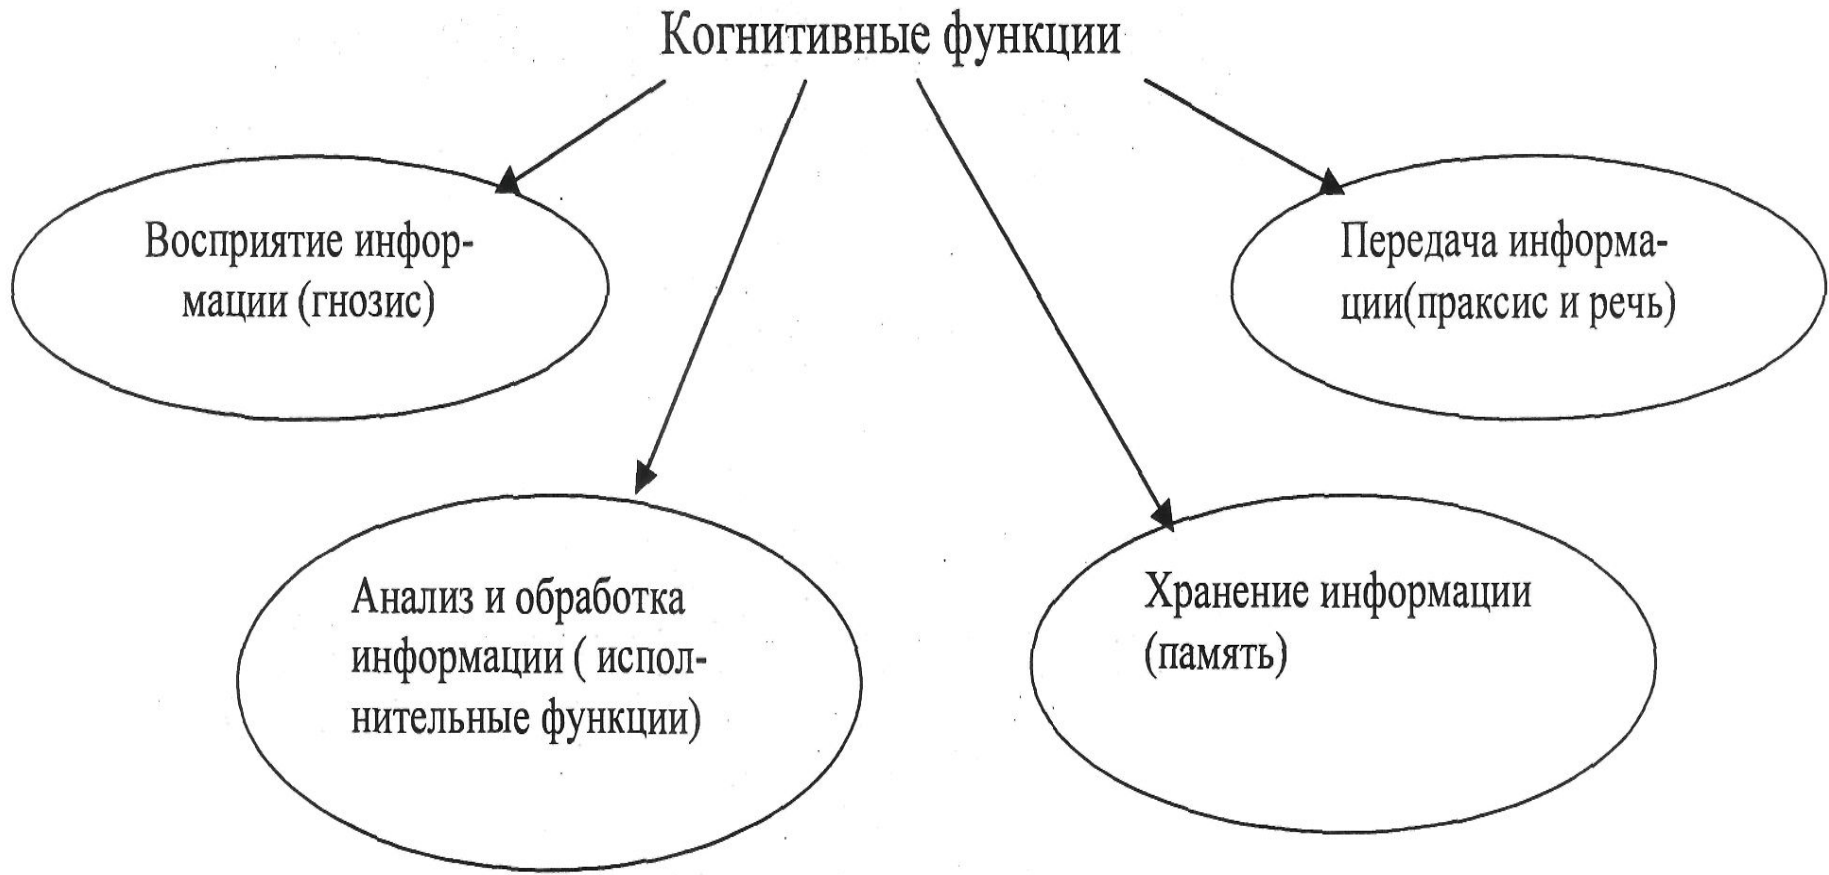 Когнитивные функции
Восприятие инфор-
мации (гнозис)
Передача информа-
ции(праксис и речь)
Анализ и обработка
информации ( испол-
нительные функции)
Хранение информации
(память)